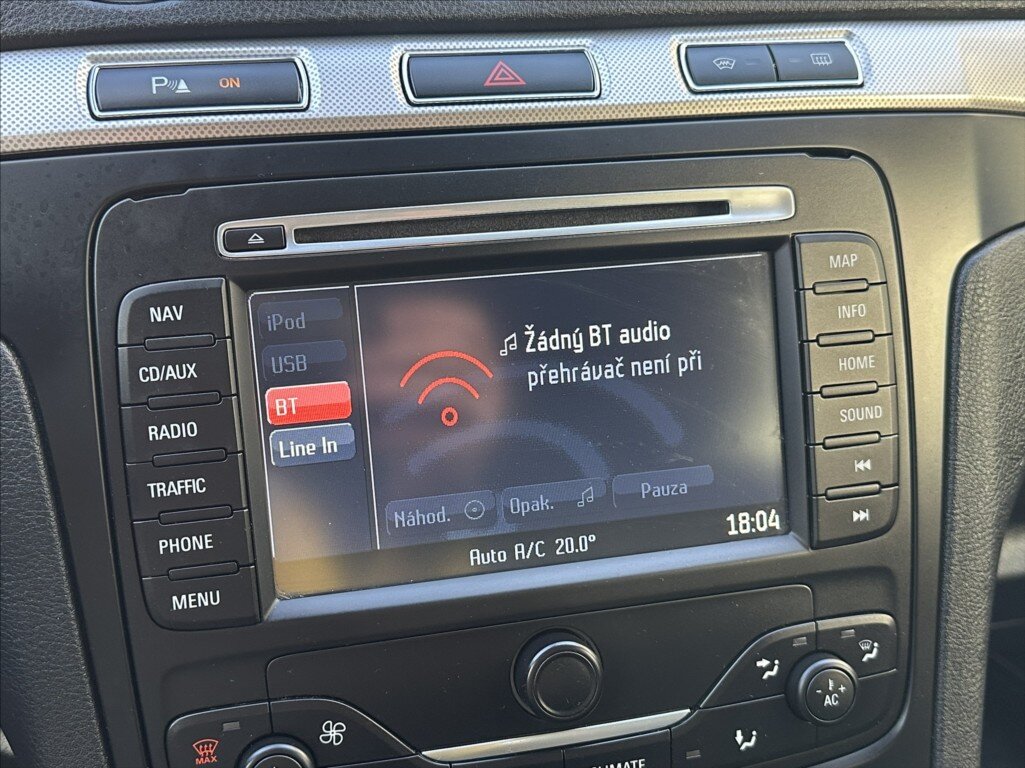 P ON
NAV
CD/AUX
RADIO
TRAFFIC
PHONE
MENU
iPod
USB
BT
Line In
Žádný BT audio
přehrávač není při
Náhod.
Opak.
Pauza
18:04
Auto A/C 20.0°
MAP
INFO
HOME
SOUND
MAX
- +
AC
CLIMATE